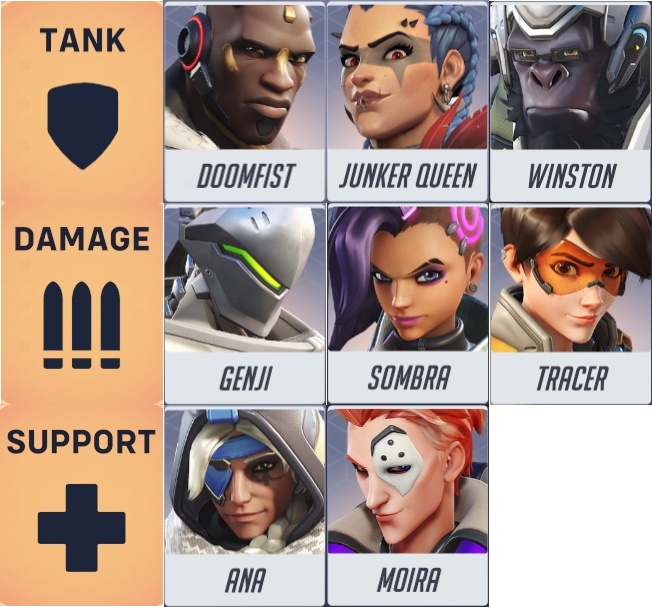 TANK
DOOMFIST
JUNKER QUEEN
WINSTON
DAMAGE
GENJI
SOMBRA
TRACER
SUPPORT
ANA
MOIRA